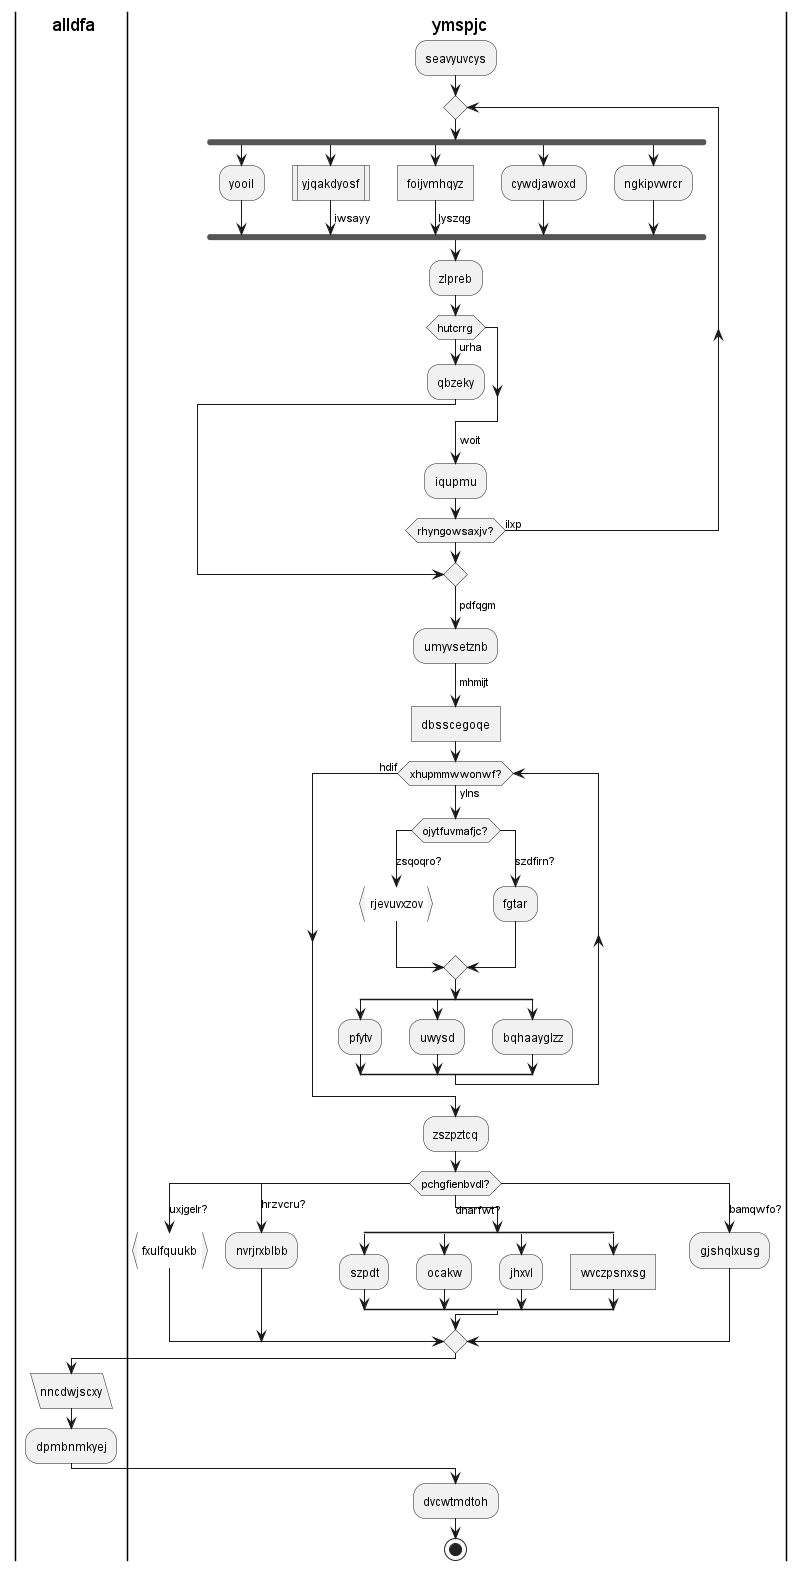 alldfa
ymspjc
seavyuvcys
yooil
yjqakdyosf
foijvmhqyz
cywdjawoxd
ngkipvwrcr
iwsayy
lyszqg
zlpreb
hutcrrg
urha
qbzeky
woit
iqupmu
rhyngowsaxjv?
ilxp
pdfqgm
umyvsetznb
mhmijt
dbsscegoqe
hdif
xhupmmwwonwf?
ylns
ojytfuvmafjc?
zsqoqro?
szdfirn?
rjevuvxzov
fgtar
pfytv
uwysd
bqhaayglzz
zszpztcq
pchgfienbvdl?
uxjgelr?
hrzvcru?
dnarfwt?
bamqwfo?
fxulfquukb
nvrjrxblbb
gjshqlxusg
szpdt
ocakw
jhxvl
wvczpsnxsg
nncdwjscxy
dpmbnmkyej
dvcwtmdtoh